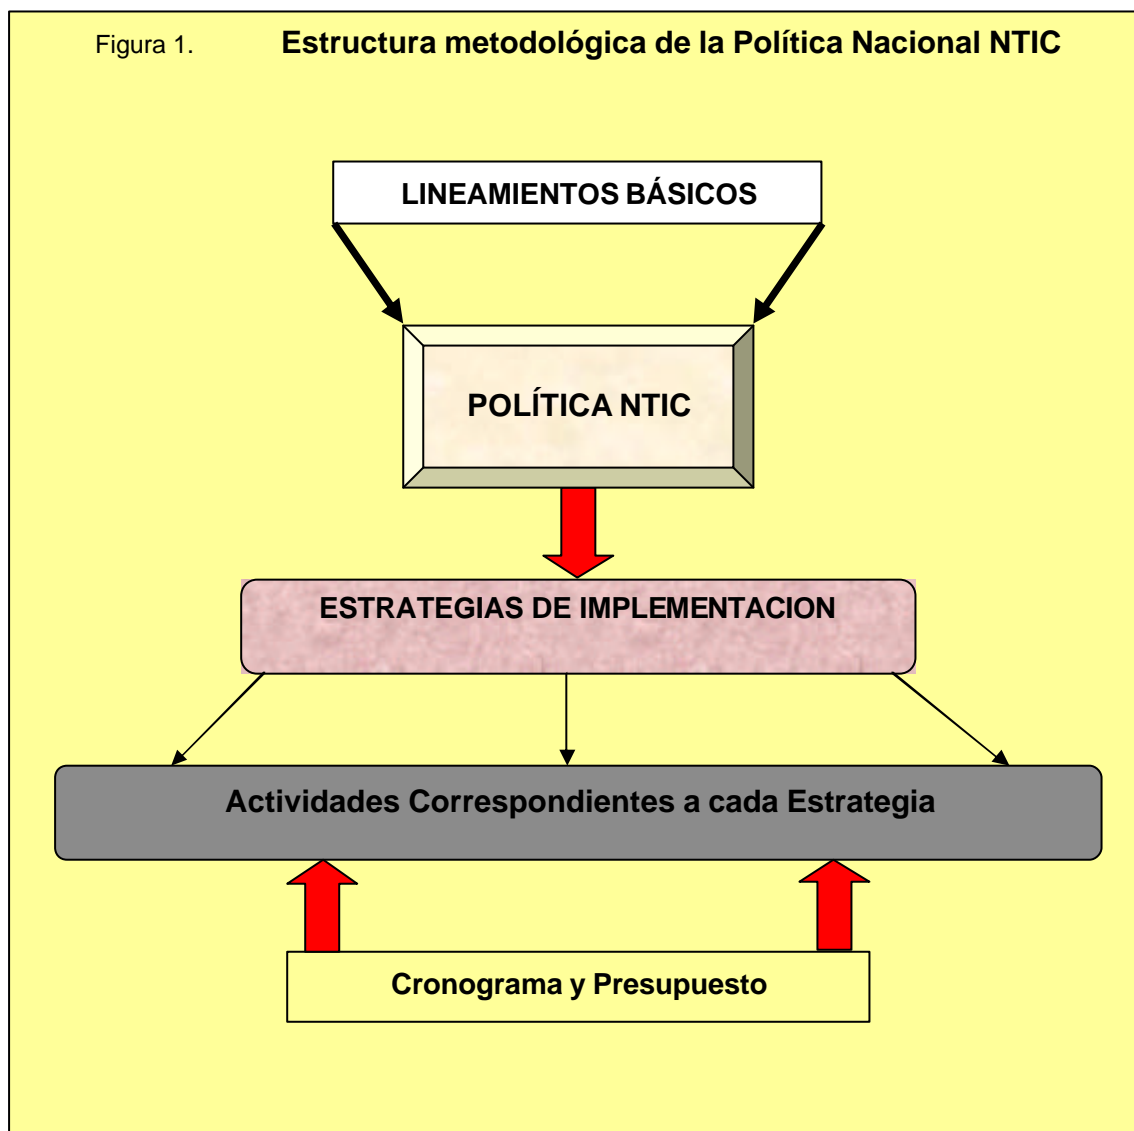 Figura 1. Estructura metodológica de la Política Nacional NTIC
LINEAMIENTOS BÁSICOS
POLÍTICA NTIC
ESTRATEGIAS DE IMPLEMENTACION
Actividades Correspondientes a cada Estrategia
Cronograma y Presupuesto